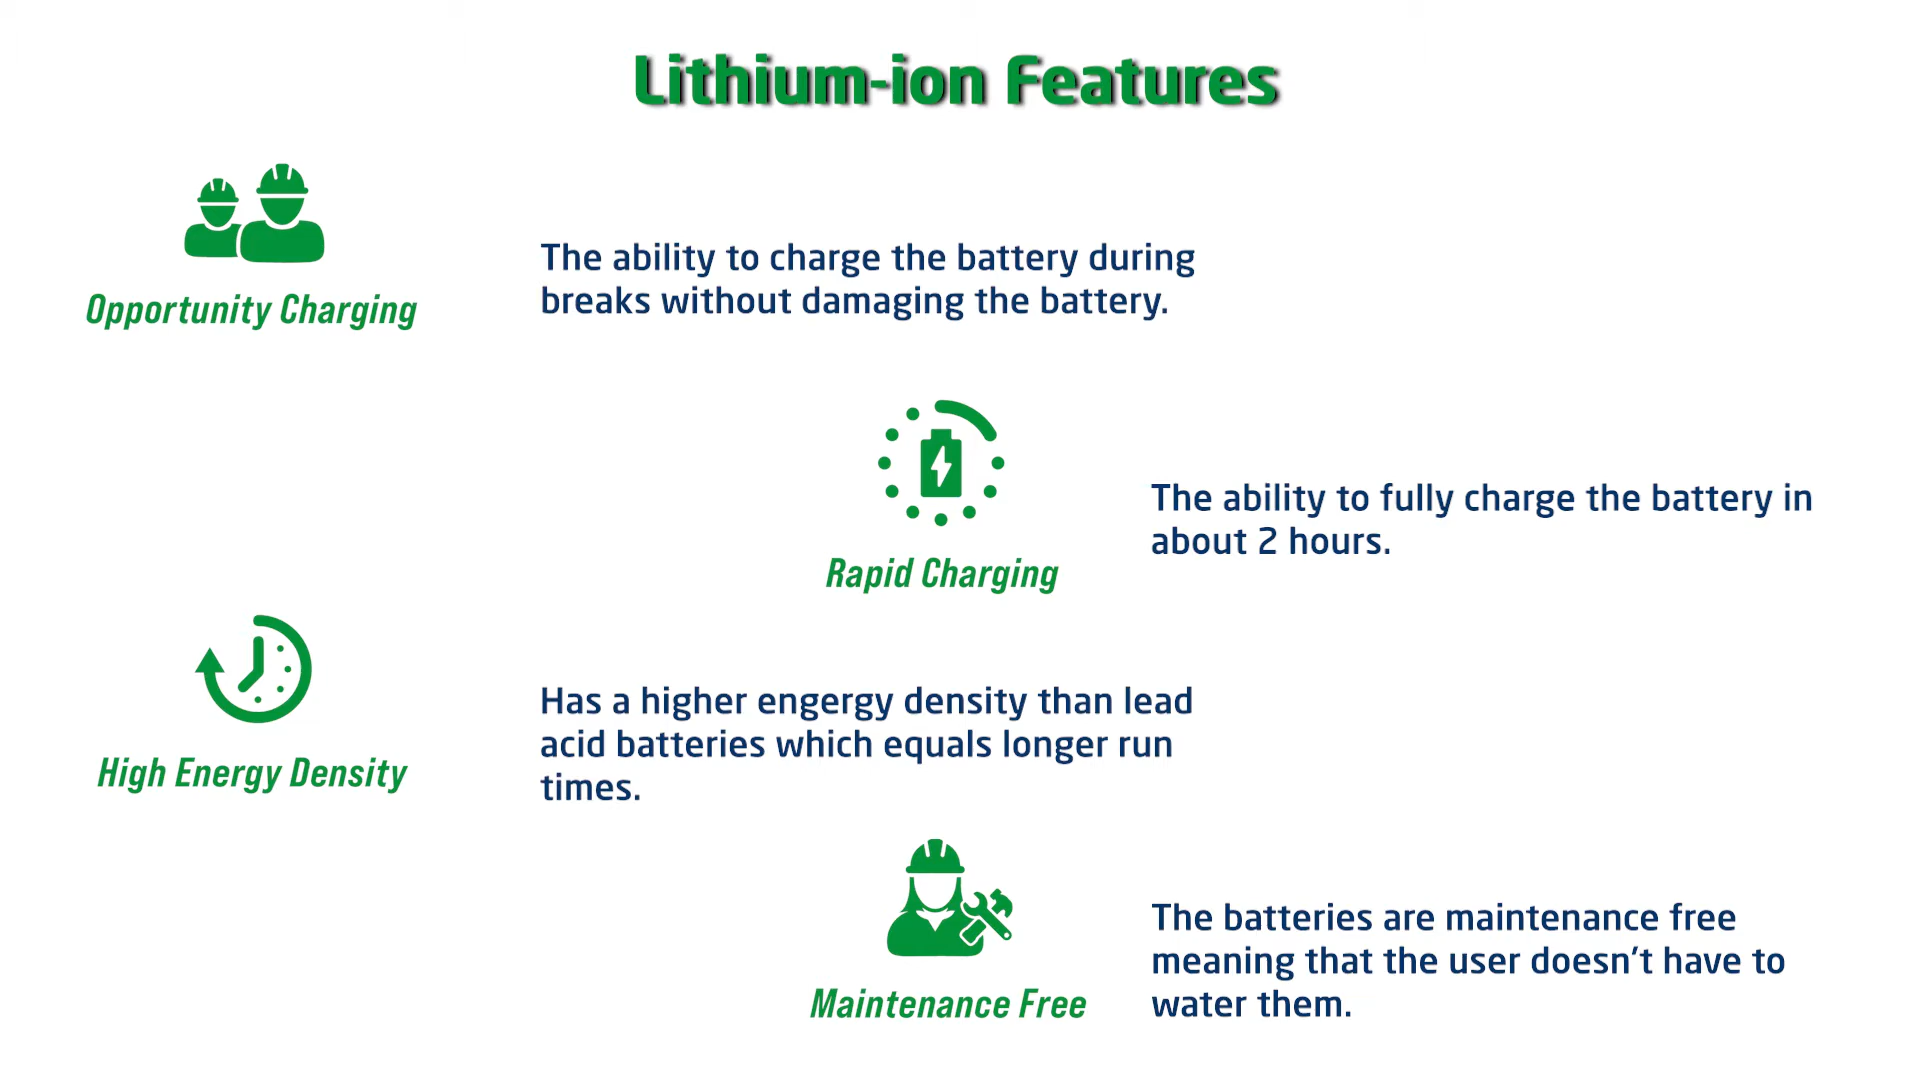 Lithium-ion Features
Opportunity Charging
The ability to charge the battery during
breaks without damaging the battery.
Rapid Charging
The ability to fully charge the battery in
about 2 hours.
High Energy Density
Has a higher engergy density than lead
acid batteries which equals longer run
times.
Maintenance Free
The batteries are maintenance free
meaning that the user doesn't have to
water them.